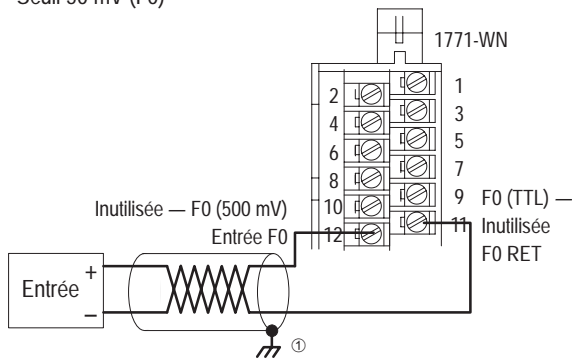 Seuil 50 mV (F0)
1771-WN
1
2
3
4
5
6
7
8
9 F0 (TTL) —
Inutilisée — F0 (500 mV)
10
11 Inutilisée
Entrée F0
12
F0 RET
Entrée
+
–
①